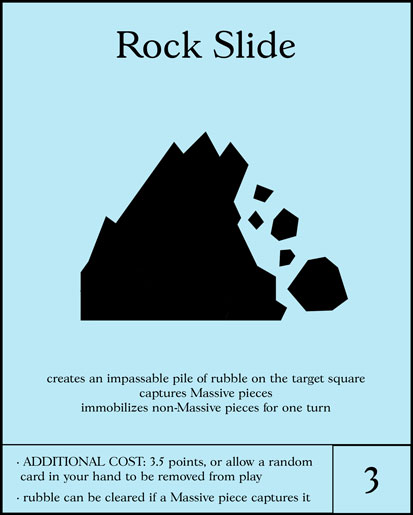 Rock Slide
creates an impassable pile of rubble on the target square
captures Massive pieces
immobilizes non-Massive pieces for one turn
· ADDITIONAL COST: 3.5 points, or allow a random
card in your hand to be removed from play
· rubble can be cleared if a Massive piece captures it
3